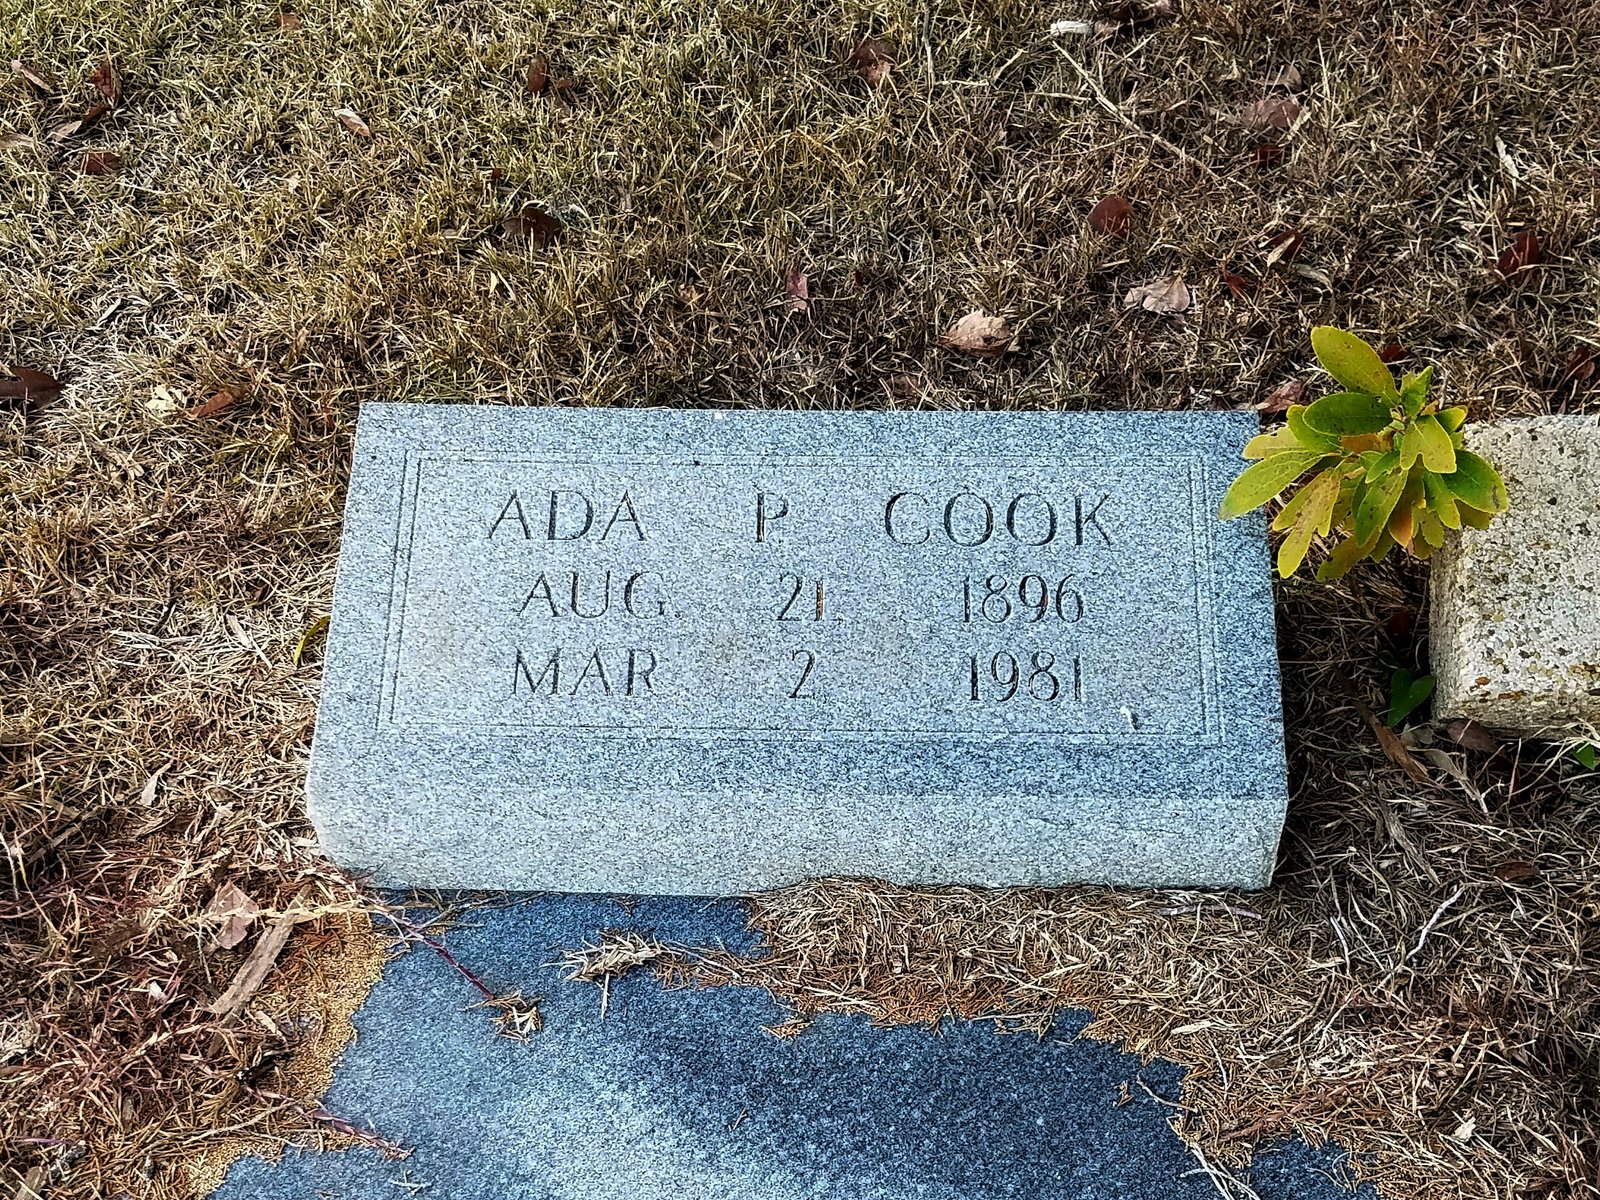 ADA P. COOK
AUG. 21, 1896
MAR 2 1981